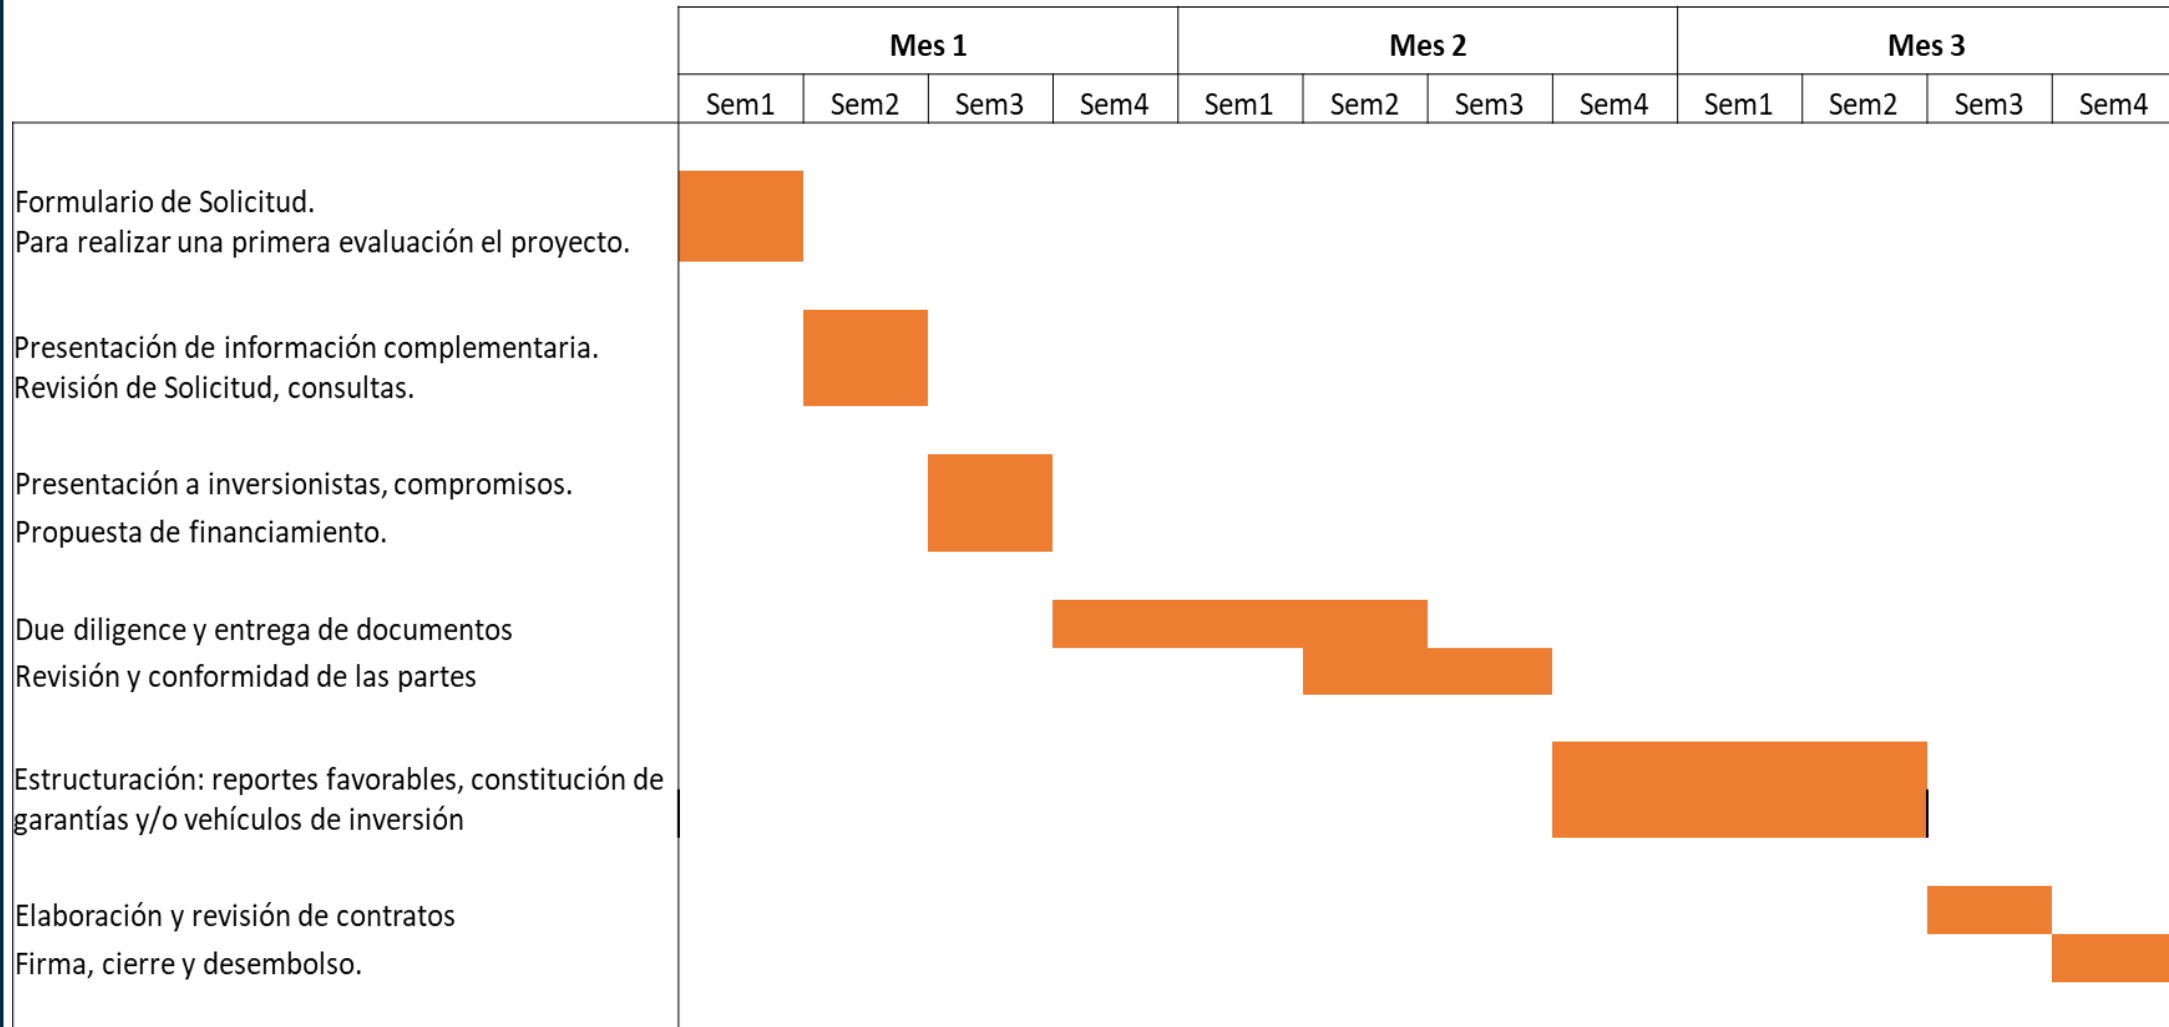 Mes 1 Mes 2 Mes 3
Sem1 Sem2 Sem3 Sem4 Sem1 Sem2 Sem3 Sem4 Sem1 Sem2 Sem3 Sem4
Formulario de Solicitud.
Para realizar una primera evaluación el proyecto.
Presentación de información complementaria.
Revisión de Solicitud, consultas.
Presentación a inversionistas, compromisos.
Propuesta de financiamiento.
Due diligence y entrega de documentos
Revisión y conformidad de las partes
Estructuración: reportes favorables, constitución de
garantías y/o vehículos de inversión
Elaboración y revisión de contratos
Firma, cierre y desembolso.